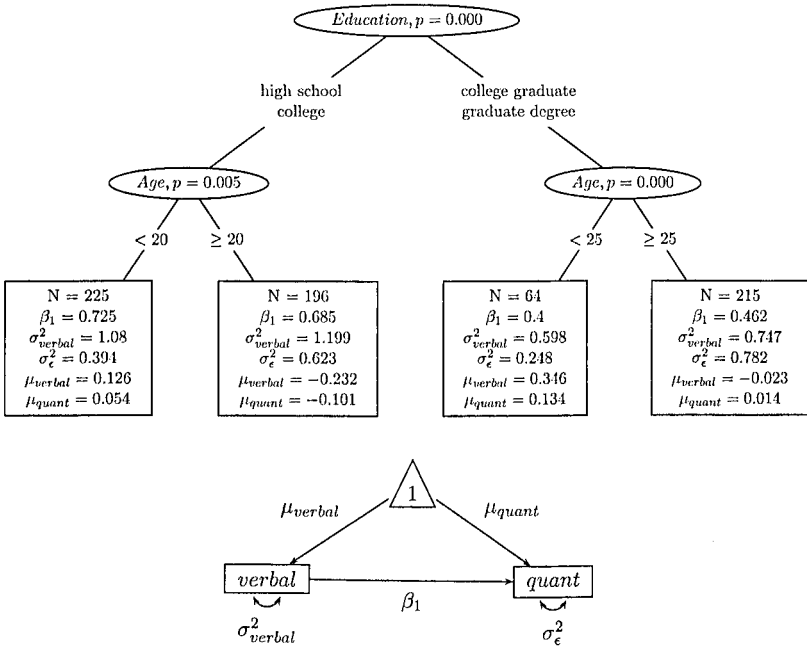 Education, p = 0.000
high school
college
college graduate
graduate degree
Age, p = 0.005
Age, p = 0.000
< 20
≥ 20
< 25
≥ 25
N = 225
β₁ = 0.725
σ²verbal = 1.08
σ²ϵ = 0.394
μverbal = 0.126
μquant = 0.054
N = 196
β₁ = 0.685
σ²verbal = 1.199
σ²ϵ = 0.623
μverbal = −0.232
μquant = −0.101
N = 64
β₁ = 0.4
σ²verbal = 0.598
σ²ϵ = 0.248
μverbal = 0.346
μquant = 0.134
N = 215
β₁ = 0.462
σ²verbal = 0.747
σ²ϵ = 0.782
μverbal = −0.023
μquant = 0.014
1
μverbal
μquant
verbal
quant
β₁
σ²verbal
σ²ϵ